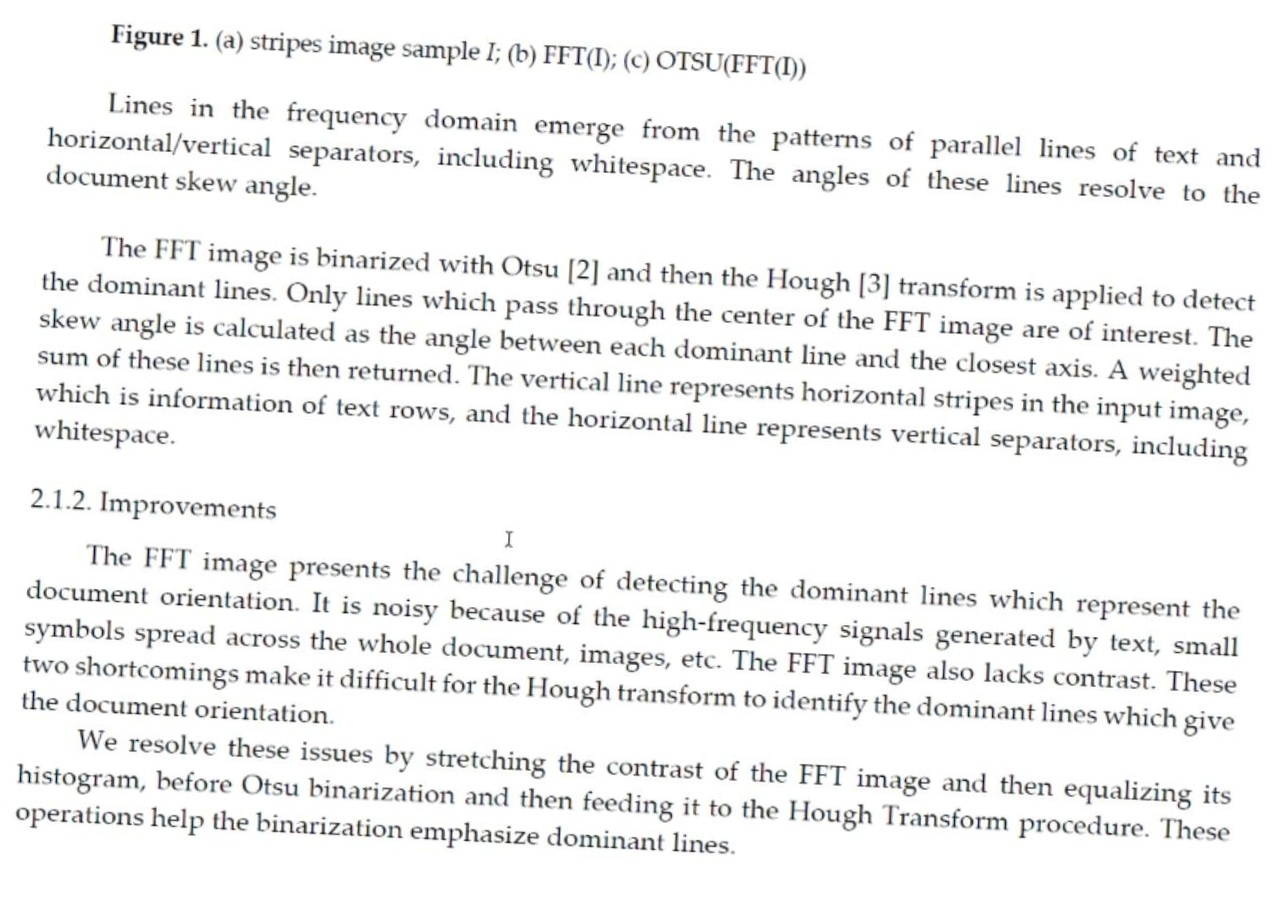 Figure 1. (a) stripes image sample I; (b) FFT(I); (c) OTSU(FFT(I))
Lines in the frequency domain emerge from the patterns of parallel lines of text and
horizontal/vertical separators, including whitespace. The angles of these lines resolve to the
document skew angle.
The FFT image is binarized with Otsu [2] and then the Hough [3] transform is applied to detect
the dominant lines. Only lines which pass through the center of the FFT image are of interest. The
skew angle is calculated as the angle between each dominant line and the closest axis. A weighted
sum of these lines is then returned. The vertical line represents horizontal stripes in the input image,
which is information of text rows, and the horizontal line represents vertical separators, including
whitespace.
2.1.2. Improvements
The FFT image presents the challenge of detecting the dominant lines which represent the
document orientation. It is noisy because of the high-frequency signals generated by text, small
symbols spread across the whole document, images, etc. The FFT image also lacks contrast. These
two shortcomings make it difficult for the Hough transform to identify the dominant lines which give
the document orientation.
We resolve these issues by stretching the contrast of the FFT image and then equalizing its
histogram, before Otsu binarization and then feeding it to the Hough Transform procedure. These
operations help the binarization emphasize dominant lines.